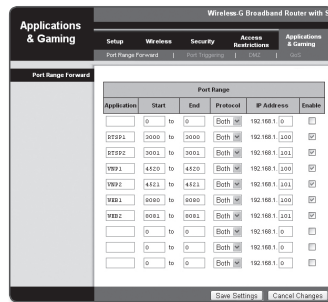 Wireless-G Broadband Router with S
Applications & Gaming
Setup Wireless Security Access Restrictions Applications & Gaming
Port Range Forward | Port Triggering | DMZ | QoS
Port Range Forward
Port Range
Application Start End Protocol IP Address Enable
0 to 0 Both 192.168.1. 0
RTSP1 3000 to 3000 Both 192.168.1. 100
RTSP2 3001 to 3001 Both 192.168.1. 101
VNP1 4520 to 4520 Both 192.168.1. 100
VNP2 4521 to 4521 Both 192.168.1. 101
WEB1 8080 to 8080 Both 192.168.1. 100
WEB2 8081 to 8081 Both 192.168.1. 101
0 to 0 Both 192.168.1. 0
0 to 0 Both 192.168.1. 0
0 to 0 Both 192.168.1. 0
Save Settings Cancel Changes